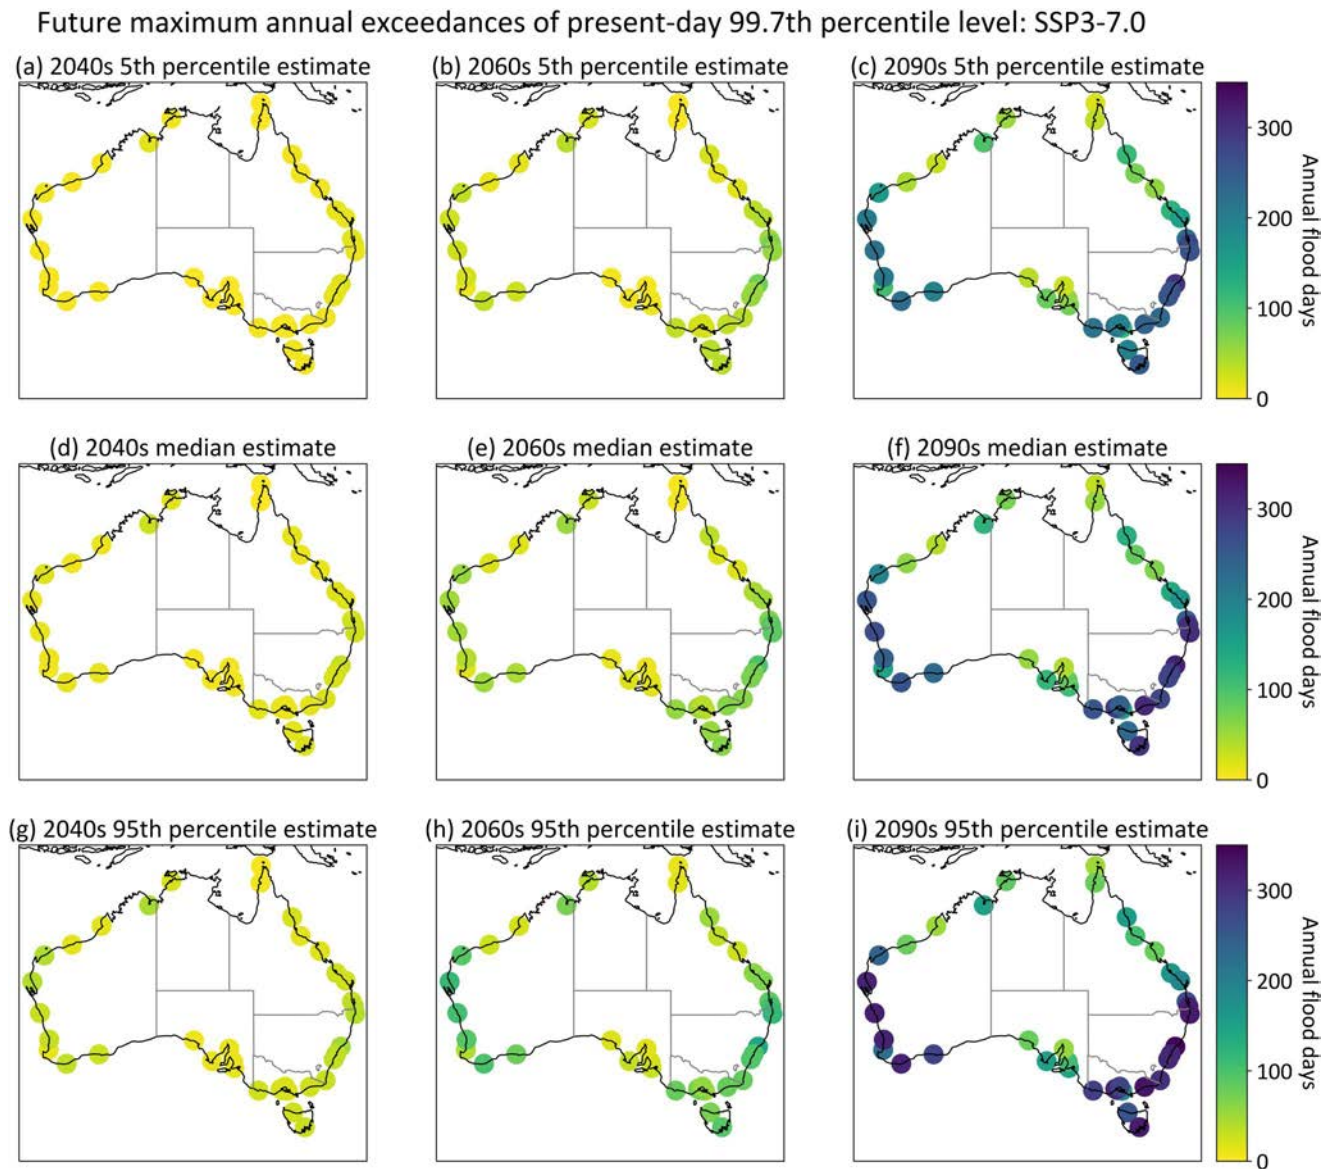 Future maximum annual exceedances of present-day 99.7th percentile level: SSP3-7.0
(a) 2040s 5th percentile estimate
(b) 2060s 5th percentile estimate
(c) 2090s 5th percentile estimate
300
200
100
0
Annual flood days
(d) 2040s median estimate
(e) 2060s median estimate
(f) 2090s median estimate
300
200
100
0
Annual flood days
(g) 2040s 95th percentile estimate
(h) 2060s 95th percentile estimate
(i) 2090s 95th percentile estimate
300
200
100
0
Annual flood days